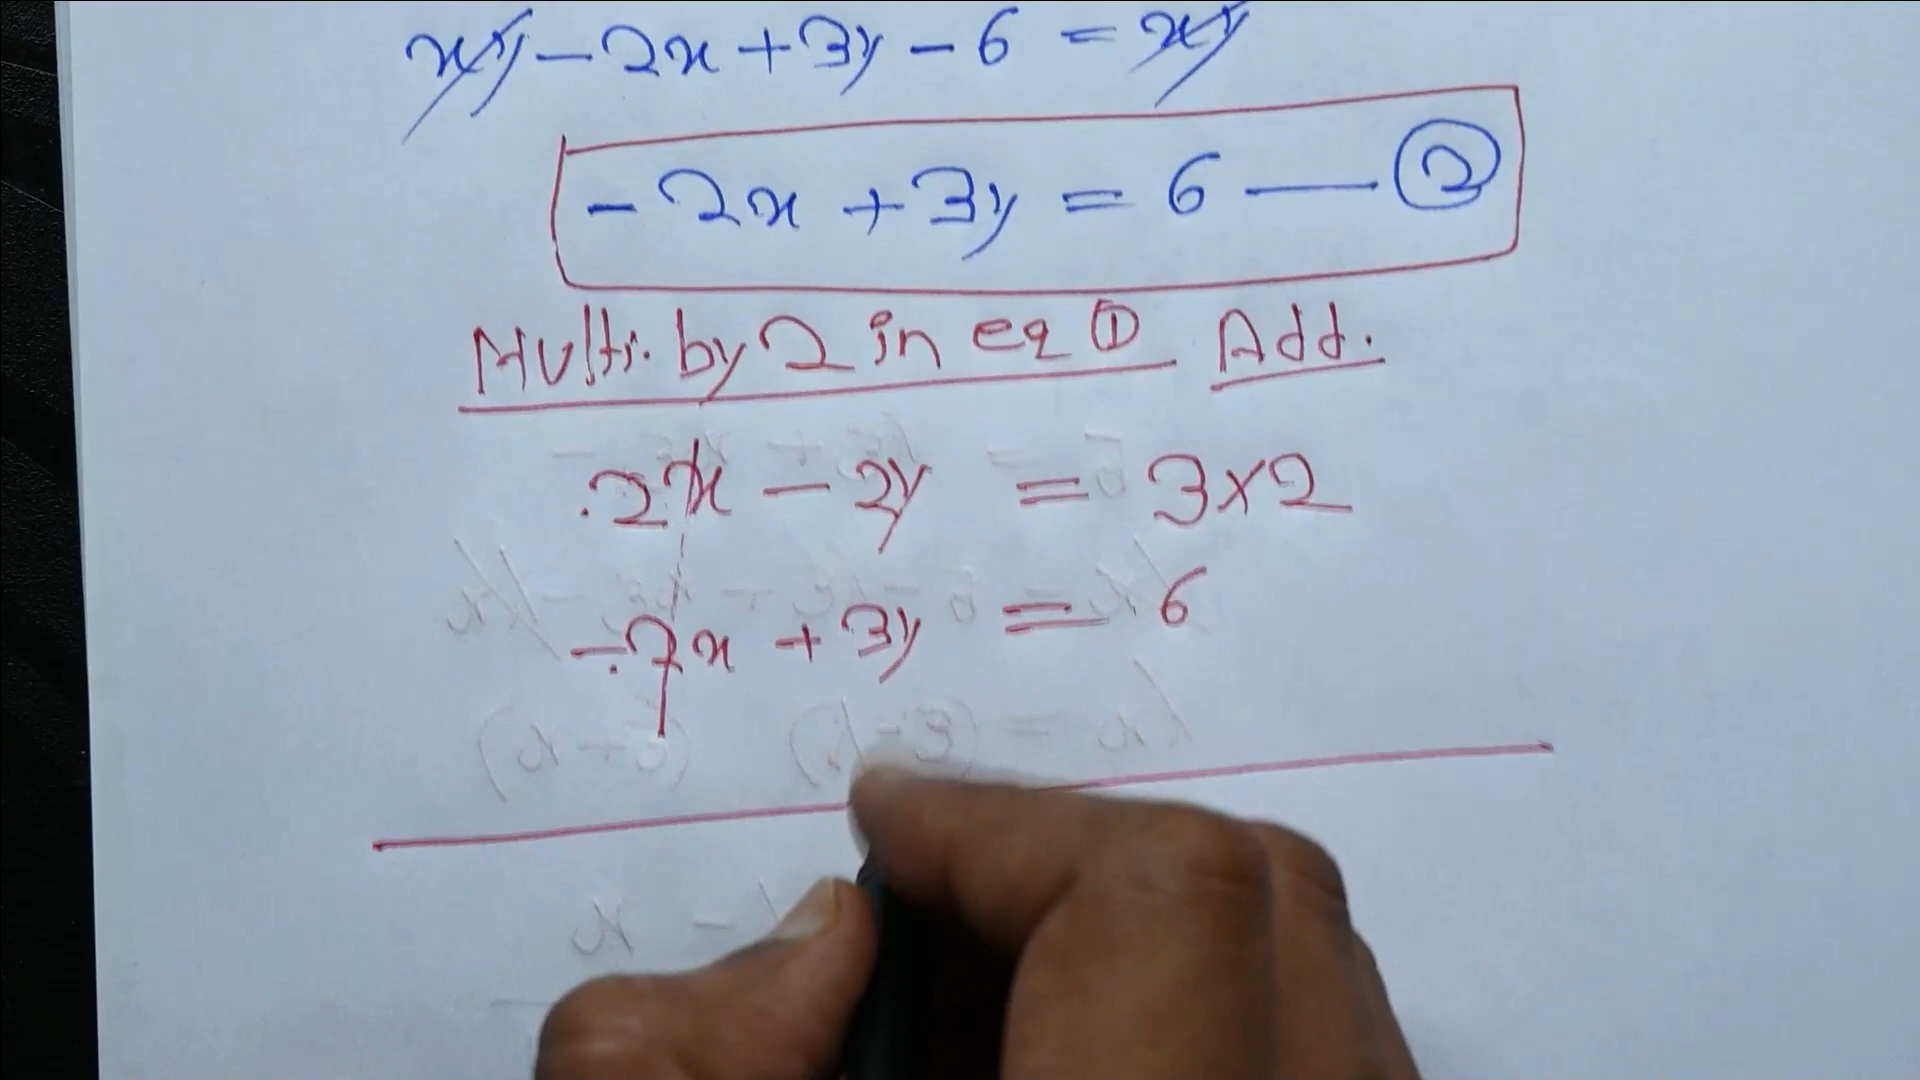 xy - 2x + 3y - 6 = xy
- 2x + 3y = 6 — ②
Multi. by 2 in eq ① Add.
2x - 2y = 3×2
- 2x + 3y = 6